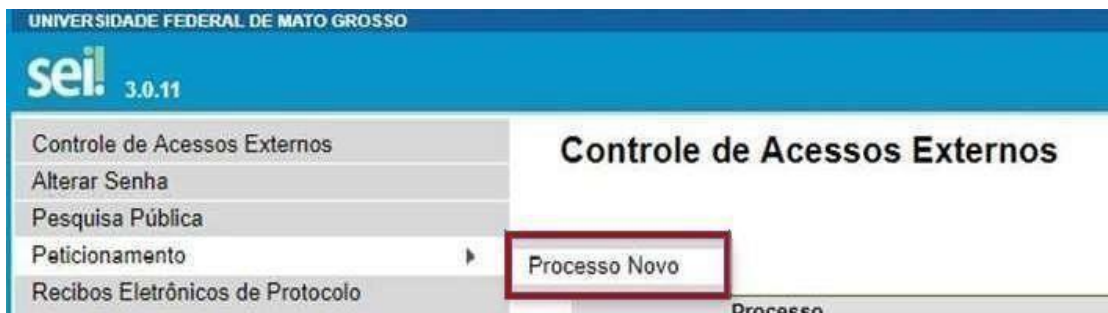 UNIVERSIDADE FEDERAL DE MATO GROSSO
sei! 3.0.11
Controle de Acessos Externos
Alterar Senha
Pesquisa Pública
Peticionamento
Recibos Eletrônicos de Protocolo
Controle de Acessos Externos
Processo Novo
Processo